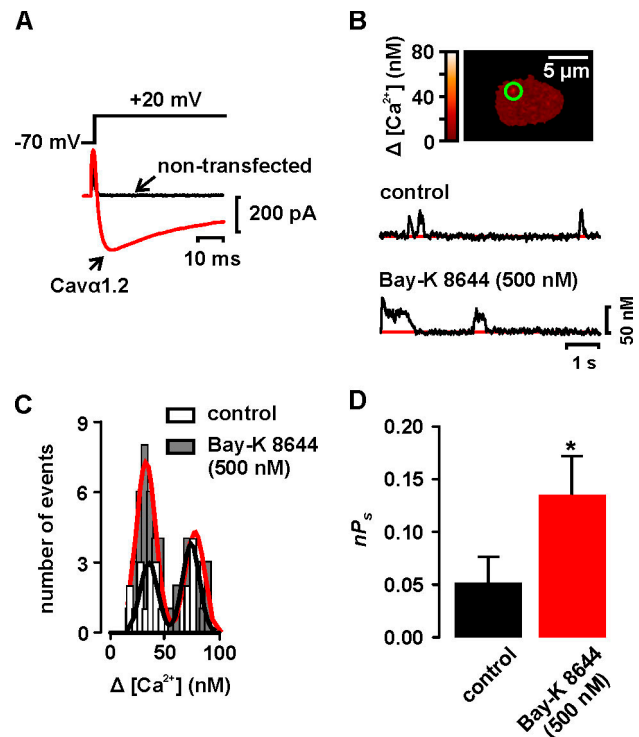 A
+20 mV
-70 mV
non-transfected
200 pA
10 ms
Cavα1.2
B
Δ [Ca²⁺] (nM)
80
40
0
5 µm
control
Bay-K 8644 (500 nM)
50 nM
1 s
C
control
Bay-K 8644
(500 nM)
number of events
9
6
3
0
0
50
100
Δ [Ca²⁺] (nM)
D
*
nPₛ
0.20
0.15
0.10
0.05
0.00
control
Bay-K 8644
(500 nM)